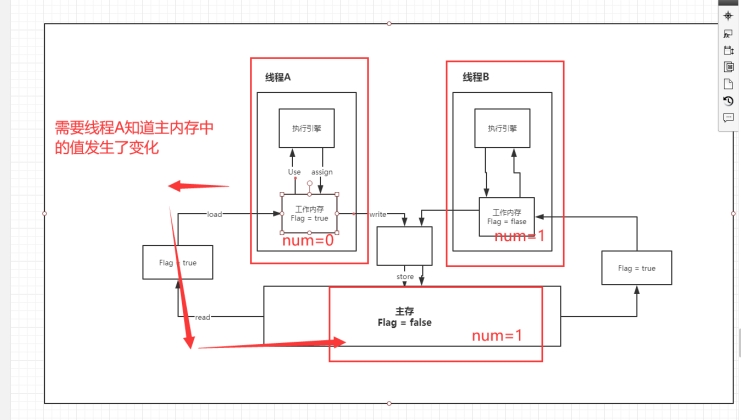 线程A
线程B
需要线程A知道主内存中
的值发生了变化
执行引擎
执行引擎
Use
assign
工作内存
Flag = true
num=0
工作内存
Flag = flase
num=1
load
write
Flag = true
Flag = true
store
read
主存
Flag = false
num=1